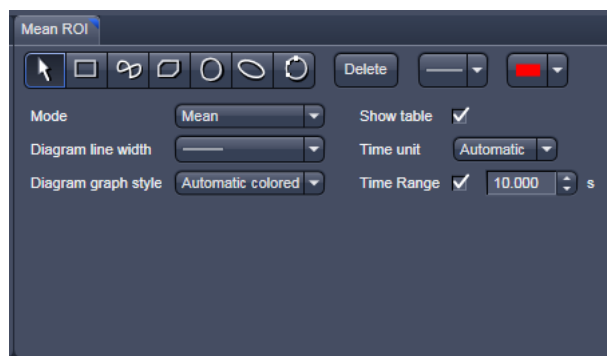 Mean ROI
Delete
Mode Mean Show table
Diagram line width Time unit Automatic
Diagram graph style Automatic colored Time Range 10.000 s